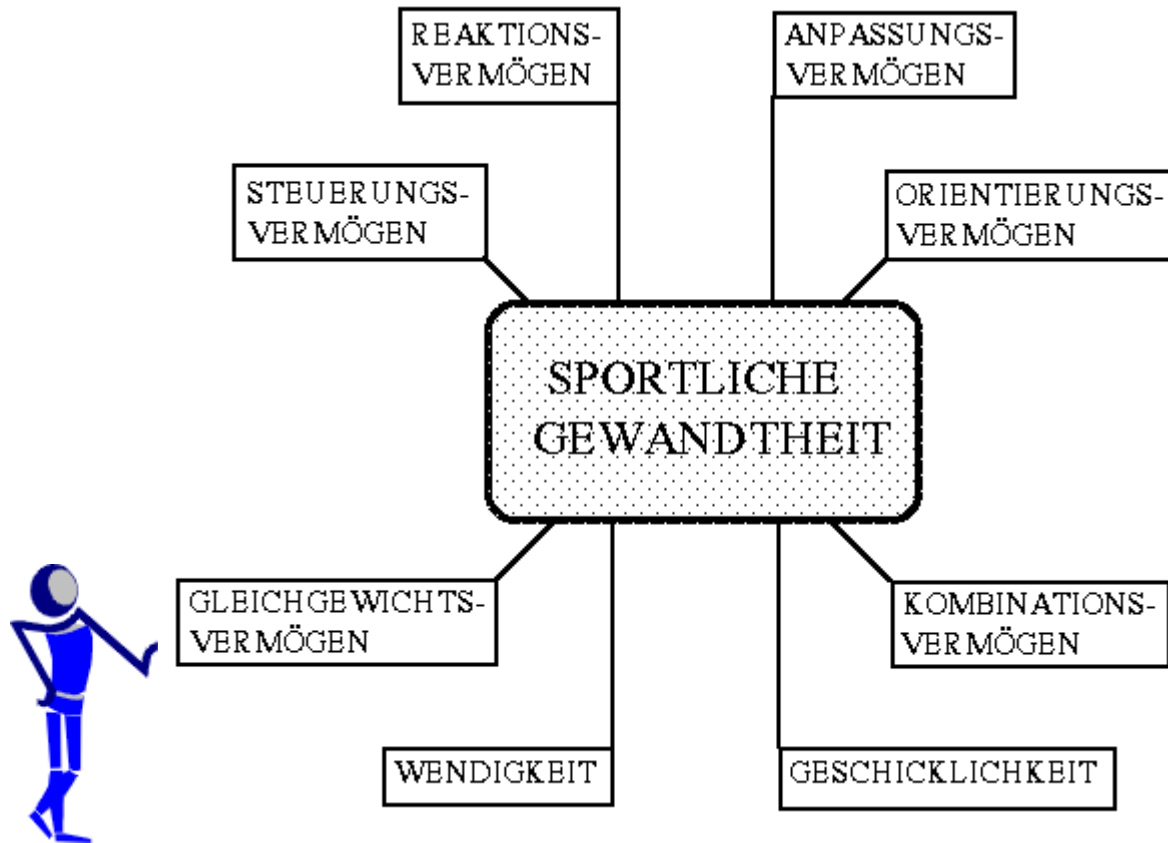 REAKTIONS-
VERMÖGEN
ANPASSUNGS-
VERMÖGEN
STEUERUNGS-
VERMÖGEN
ORIENTIERUNGS-
VERMÖGEN
SPORTLICHE
GEWANDTHEIT
GLEICHGEWICHTS-
VERMÖGEN
KOMBINATIONS-
VERMÖGEN
WENDIGKEIT
GESCHICKLICHKEIT